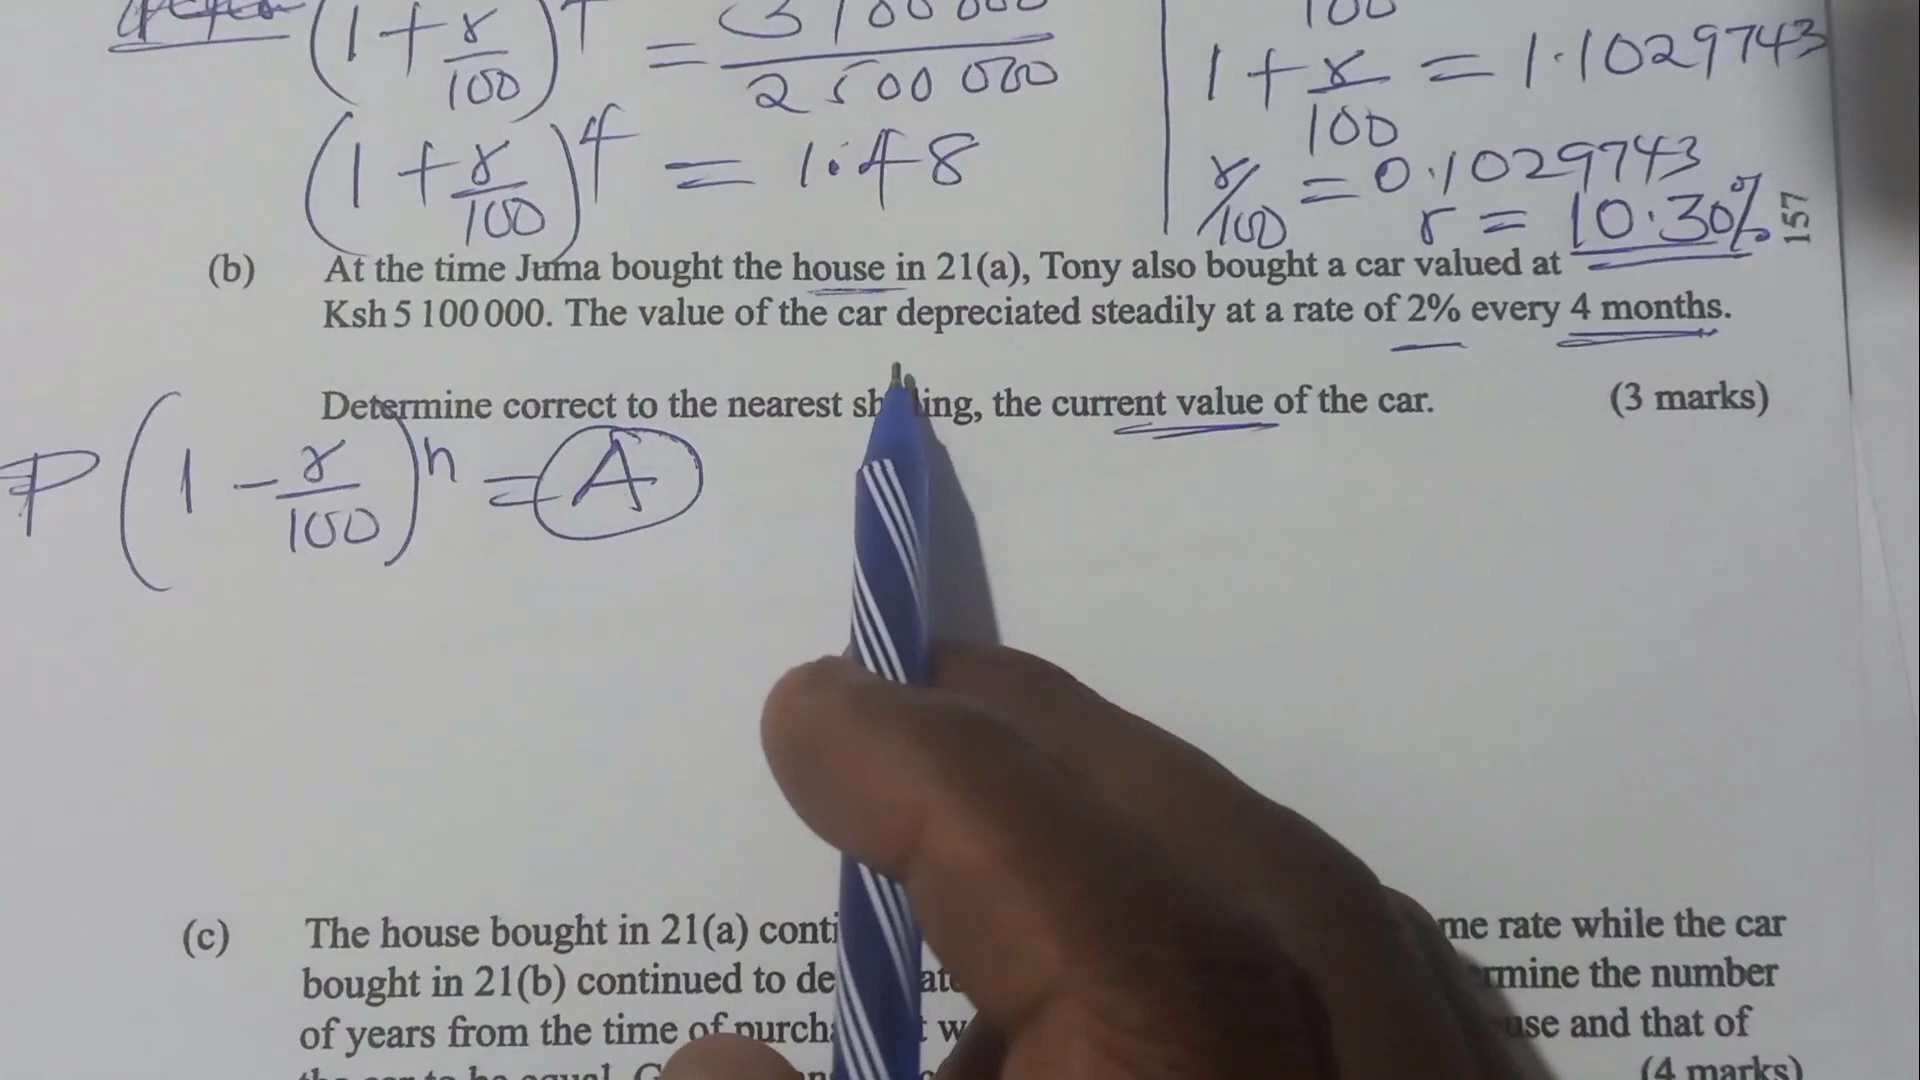 (1 + r/100)^4 = 3 700 000 / 2 500 000
(1 + r/100)^4 = 1.48
100
1 + r/100 = 1.1029743
r/100 = 0.1029743
r = 10.30%
157
(b) At the time Juma bought the house in 21(a), Tony also bought a car valued at
Ksh 5 100 000. The value of the car depreciated steadily at a rate of 2% every 4 months.
Determine correct to the nearest sh ing, the current value of the car. (3 marks)
P(1 - r/100)^n = A
(c) The house bought in 21(a) conti me rate while the car
bought in 21(b) continued to de at rmine the number
of years from the time of purch t w use and that of
(4 marks)